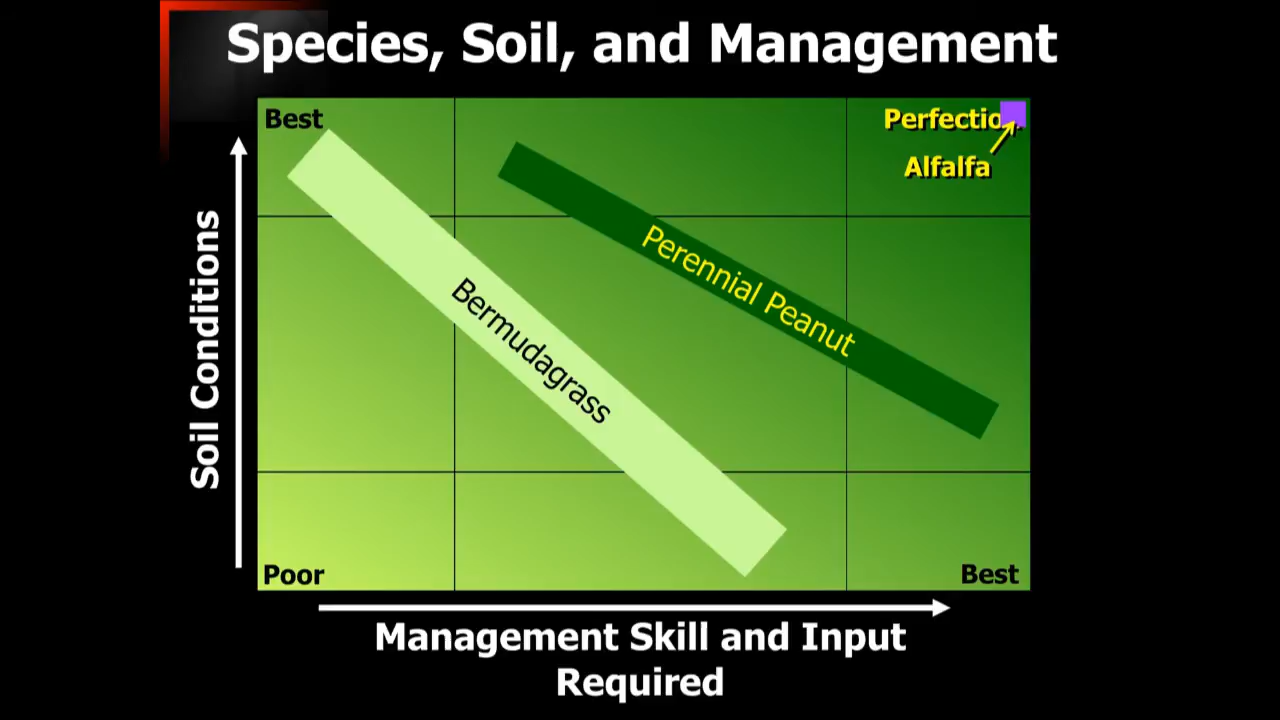 Species, Soil, and Management
Best
Perfectio
Alfalfa
Soil Conditions
Perennial Peanut
Bermudagrass
Poor
Best
Management Skill and Input
Required